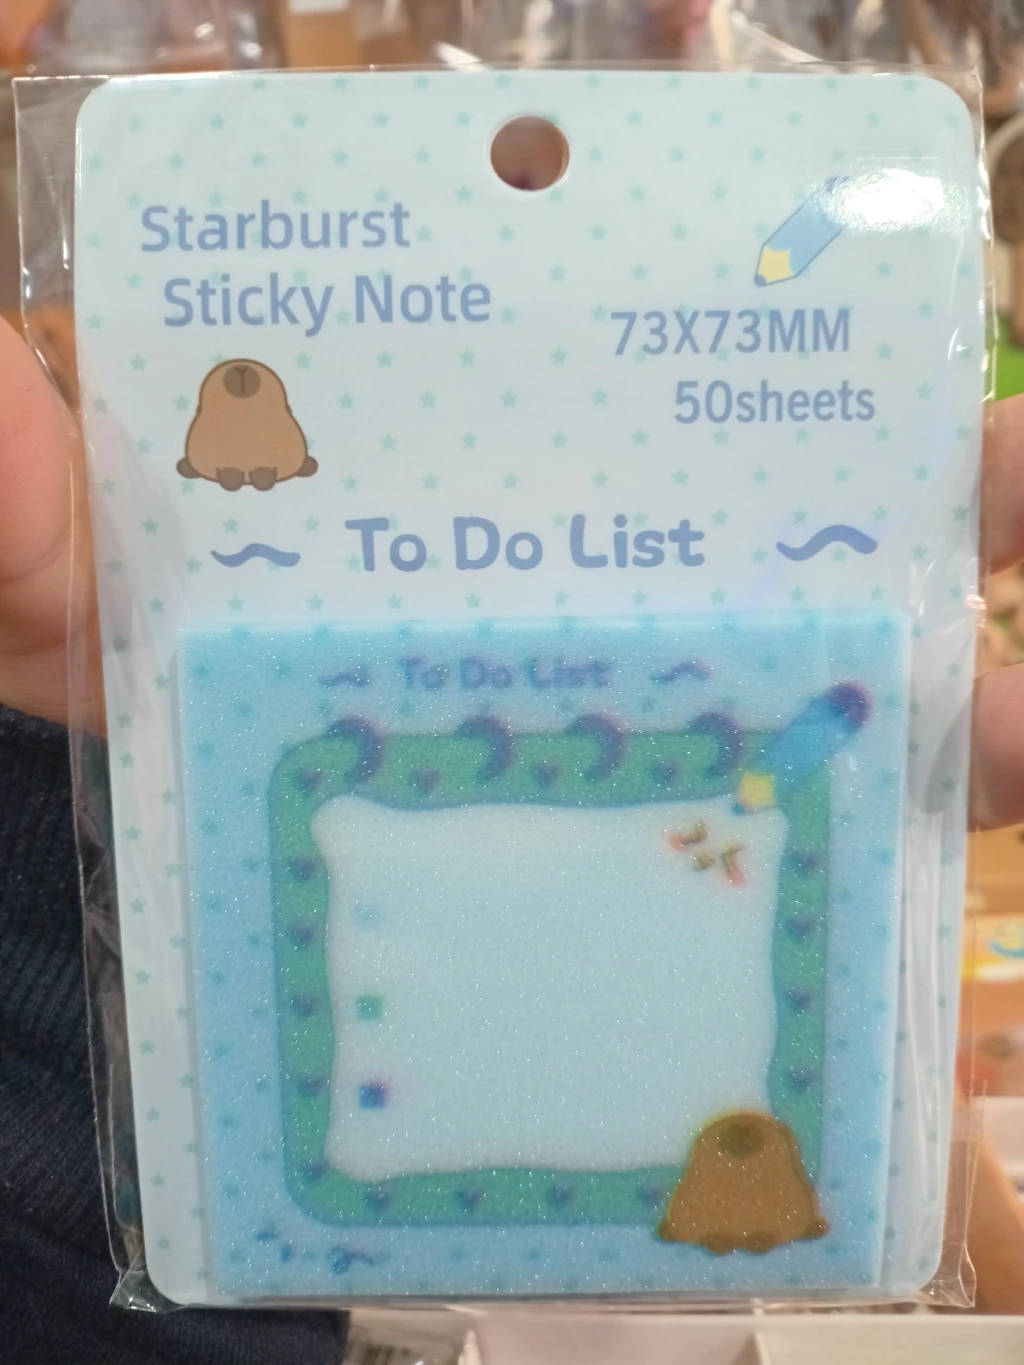 Starburst
Sticky Note
73X73MM
50sheets
To Do List
To Do List